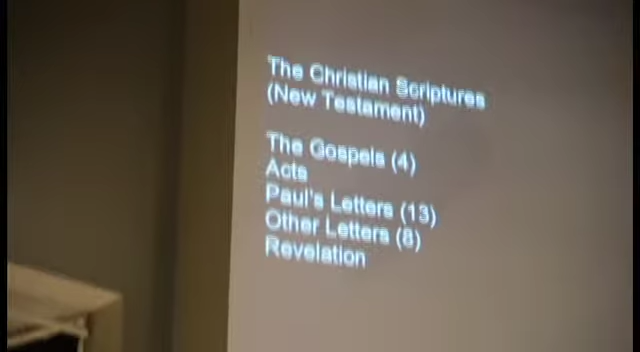 The Christian Scriptures
(New Testament)
The Gospels (4)
Acts
Paul's Letters (13)
Other Letters (8)
Revelation